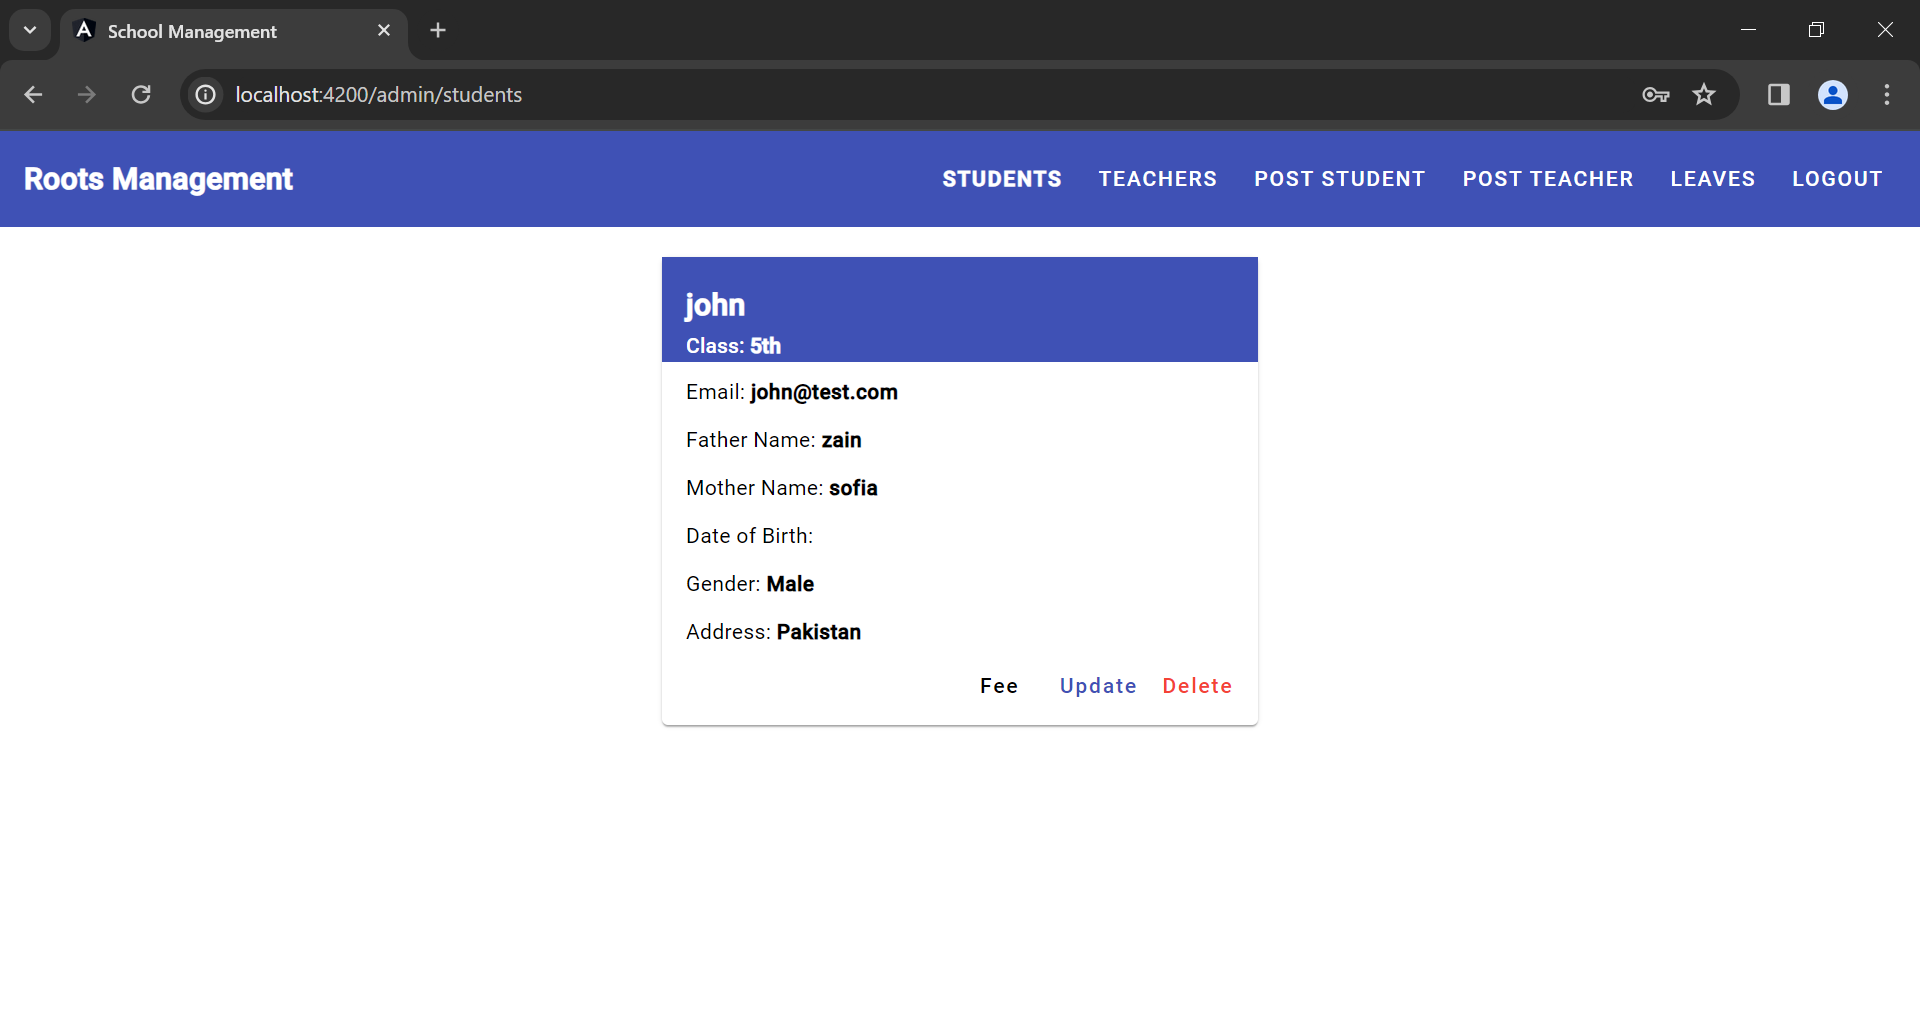 School Management
localhost:4200/admin/students
Roots Management STUDENTS TEACHERS POST STUDENT POST TEACHER LEAVES LOGOUT
john
Class: 5th
Email: john@test.com
Father Name: zain
Mother Name: sofia
Date of Birth:
Gender: Male
Address: Pakistan
Fee Update Delete